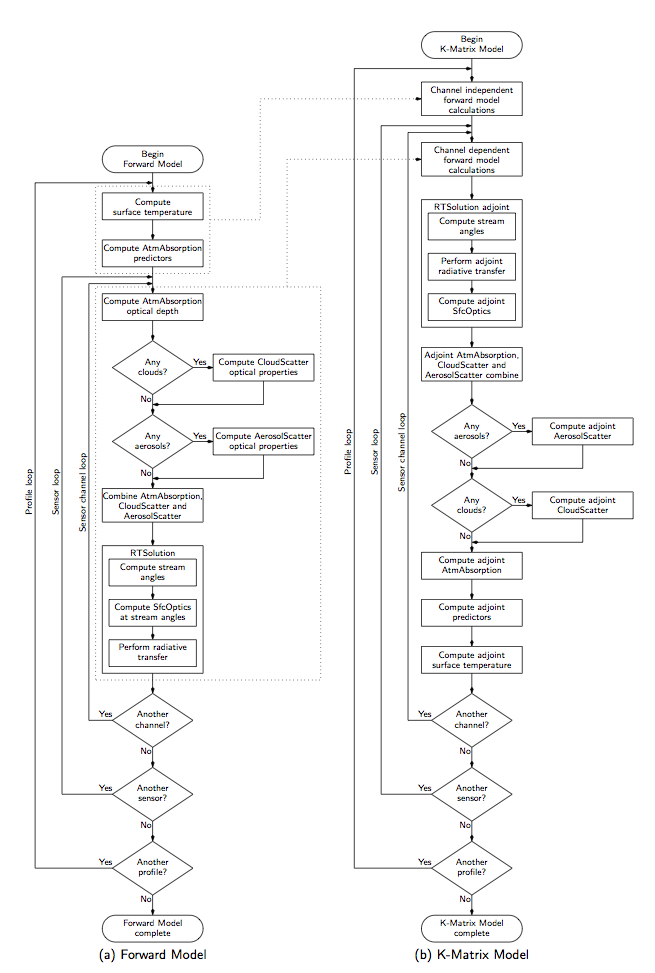 Begin
Forward Model
Compute
surface temperature
Compute AtmAbsorption
predictors
Compute AtmAbsorption
optical depth
Any
clouds?
Yes
Compute CloudScatter
optical properties
No
Any
aerosols?
Yes
Compute AerosolScatter
optical properties
No
Combine AtmAbsorption,
CloudScatter and
AerosolScatter
RTSolution
Compute stream
angles
Compute SfcOptics
at stream angles
Perform radiative
transfer
Another
channel?
Yes
No
Another
sensor?
Yes
No
Another
profile?
Yes
No
Forward Model
complete
Profile loop
Sensor loop
Sensor channel loop
(a) Forward Model
Begin
K-Matrix Model
Channel independent
forward model
calculations
Channel dependent
forward model
calculations
RTSolution adjoint
Compute stream
angles
Perform adjoint
radiative transfer
Compute adjoint
SfcOptics
Adjoint AtmAbsorption,
CloudScatter and
AerosolScatter combine
Any
aerosols?
Yes
Compute adjoint
AerosolScatter
No
Any
clouds?
Yes
Compute adjoint
CloudScatter
No
Compute adjoint
AtmAbsorption
Compute adjoint
predictors
Compute adjoint
surface temperature
Another
channel?
Yes
No
Another
sensor?
Yes
No
Another
profile?
Yes
No
K-Matrix Model
complete
Profile loop
Sensor loop
Sensor channel loop
(b) K-Matrix Model